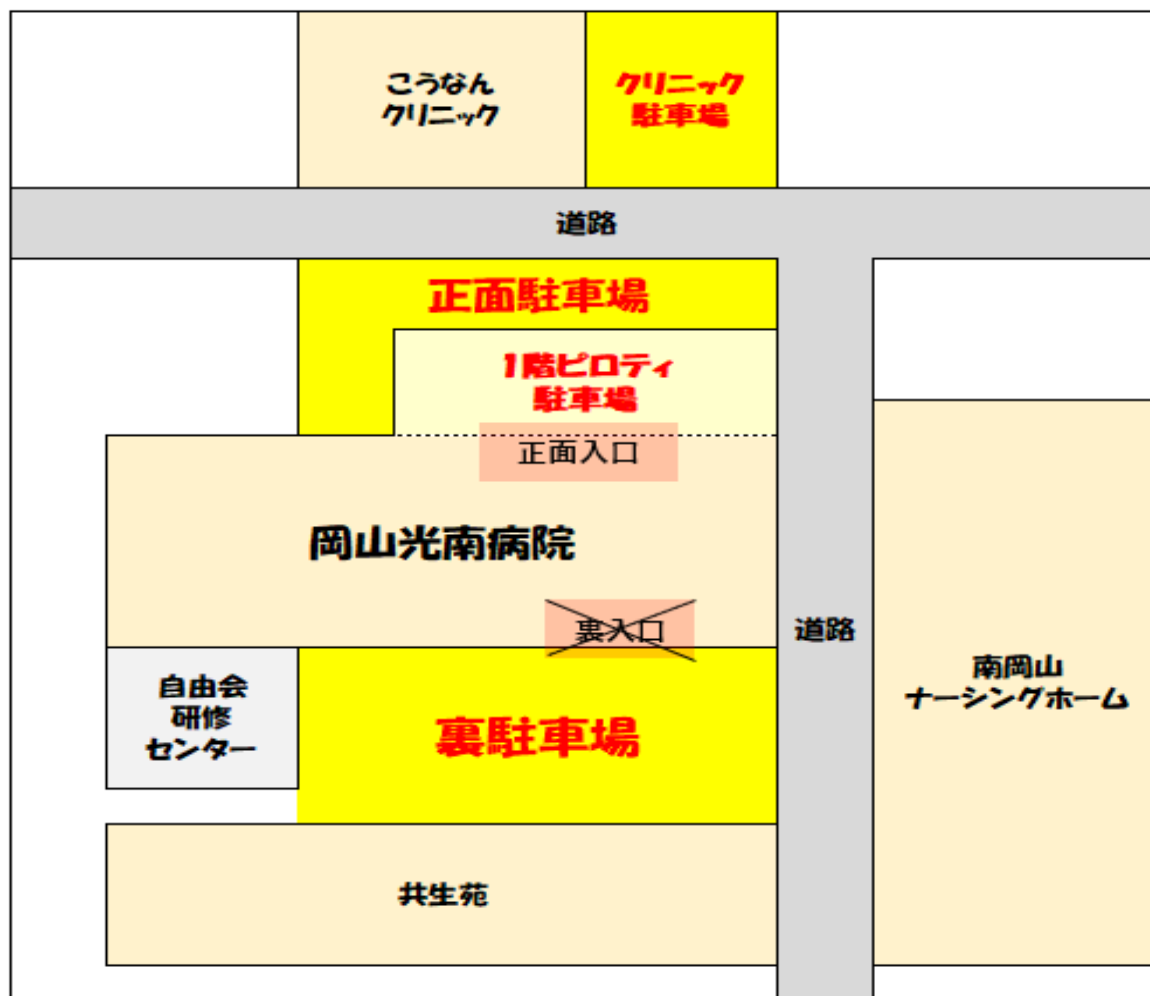 こうなん
クリニック
クリニック
駐車場
道路
正面駐車場
1階ピロティ
駐車場
正面入口
岡山光南病院
裏入口
道路
自由会
研修
センター
裏駐車場
南岡山
ナーシングホーム
共生苑